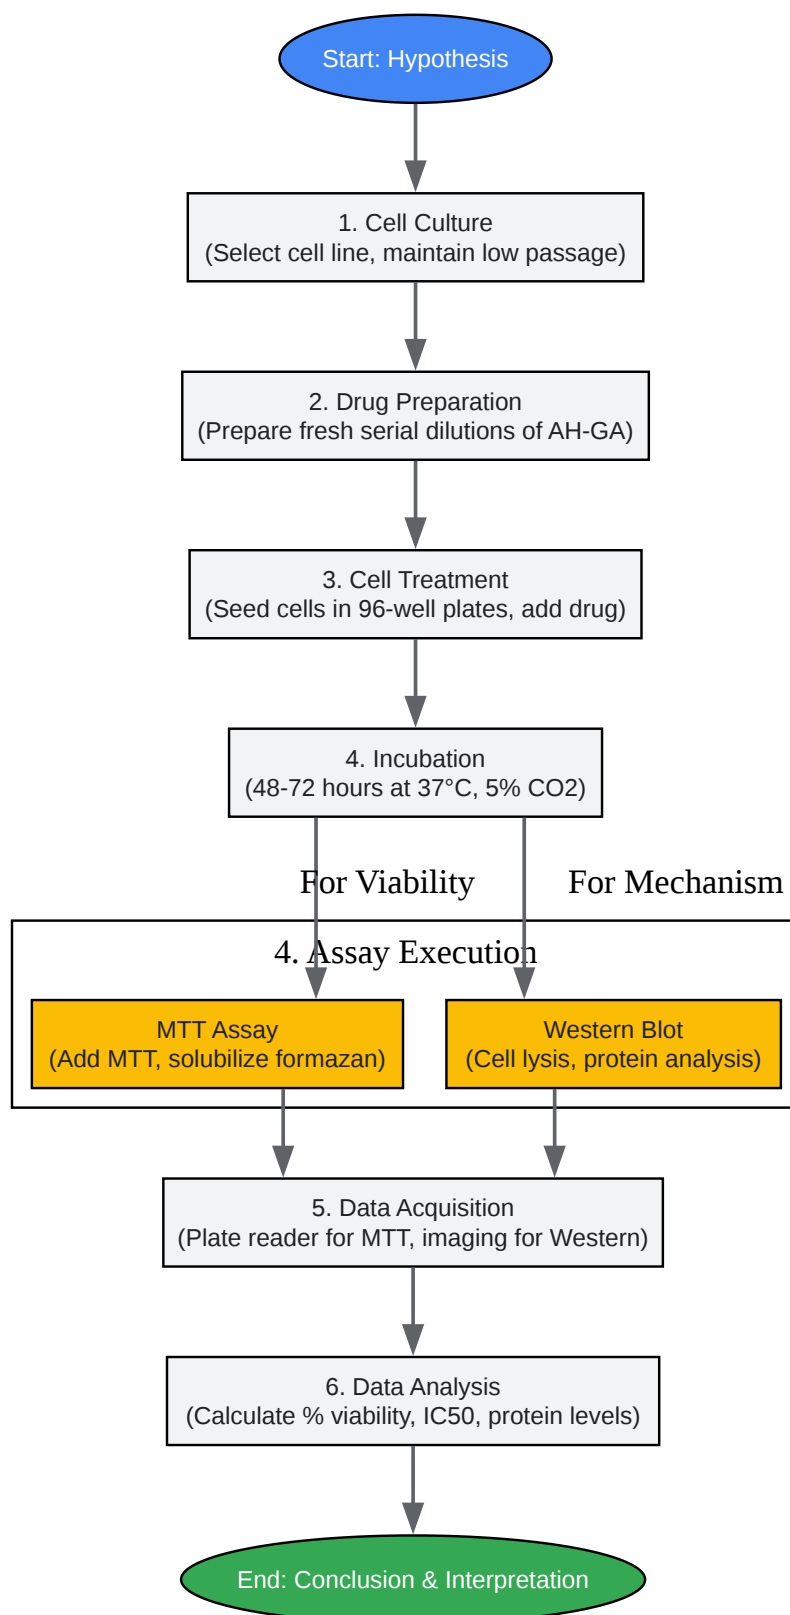 Start: Hypothesis
1. Cell Culture
(Select cell line, maintain low passage)
2. Drug Preparation
(Prepare fresh serial dilutions of AH-GA)
3. Cell Treatment
(Seed cells in 96-well plates, add drug)
4. Incubation
(48-72 hours at 37°C, 5% CO2)
For Viability
For Mechanism
4. Assay Execution
MTT Assay
(Add MTT, solubilize formazan)
Western Blot
(Cell lysis, protein analysis)
5. Data Acquisition
(Plate reader for MTT, imaging for Western)
6. Data Analysis
(Calculate % viability, IC50, protein levels)
End: Conclusion & Interpretation